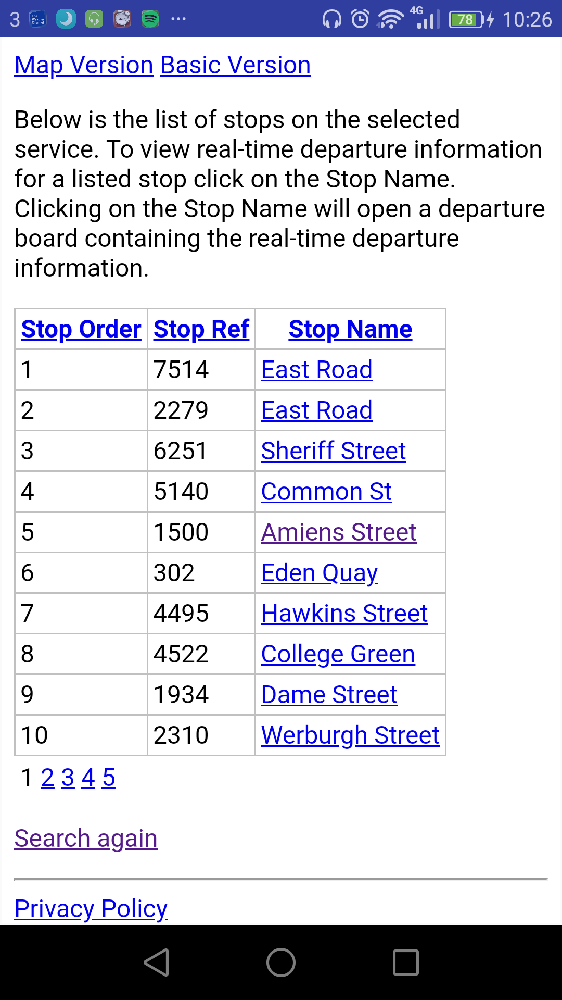 3 The Weather Channel ... 4G 78 10:26
Map Version Basic Version
Below is the list of stops on the selected
service. To view real-time departure information
for a listed stop click on the Stop Name.
Clicking on the Stop Name will open a departure
board containing the real-time departure
information.
Stop Order Stop Ref Stop Name
1 7514 East Road
2 2279 East Road
3 6251 Sheriff Street
4 5140 Common St
5 1500 Amiens Street
6 302 Eden Quay
7 4495 Hawkins Street
8 4522 College Green
9 1934 Dame Street
10 2310 Werburgh Street
1 2 3 4 5
Search again
Privacy Policy